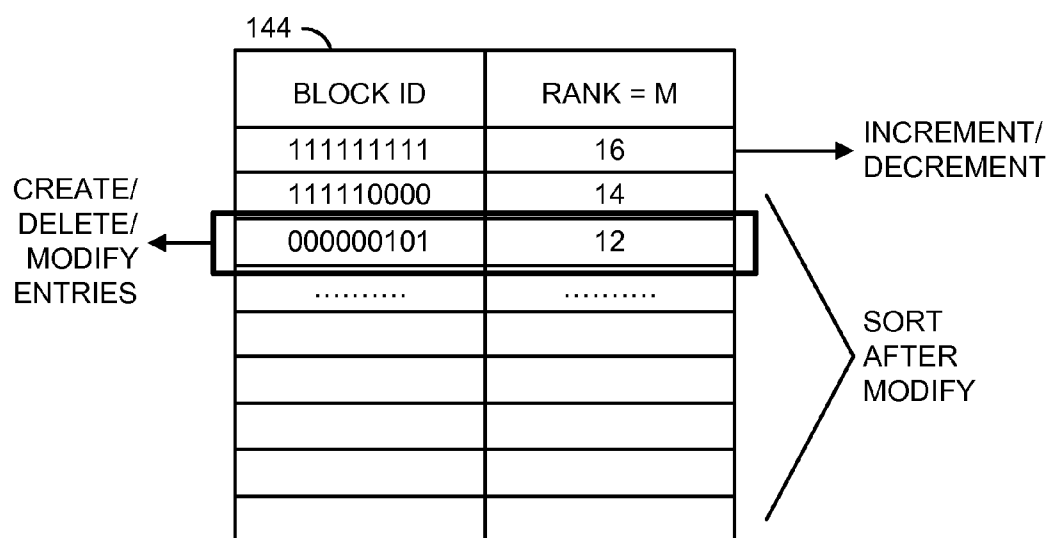 144
BLOCK ID RANK = M
111111111 16
INCREMENT/
DECREMENT
111110000 14
CREATE/
DELETE/
MODIFY
ENTRIES
000000101 12
.......... ..........
SORT
AFTER
MODIFY